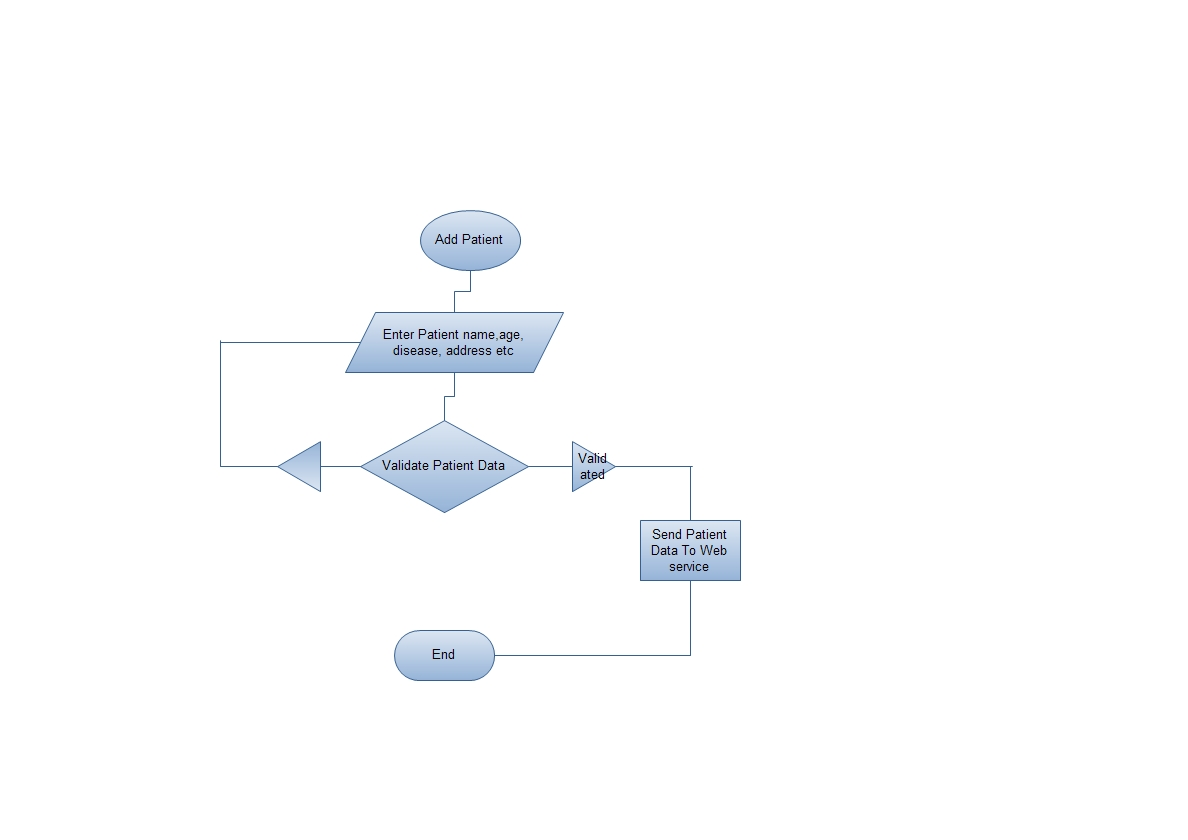 Add Patient
Enter Patient name,age,
disease, address etc
Validate Patient Data
Valid
ated
Send Patient
Data To Web
service
End